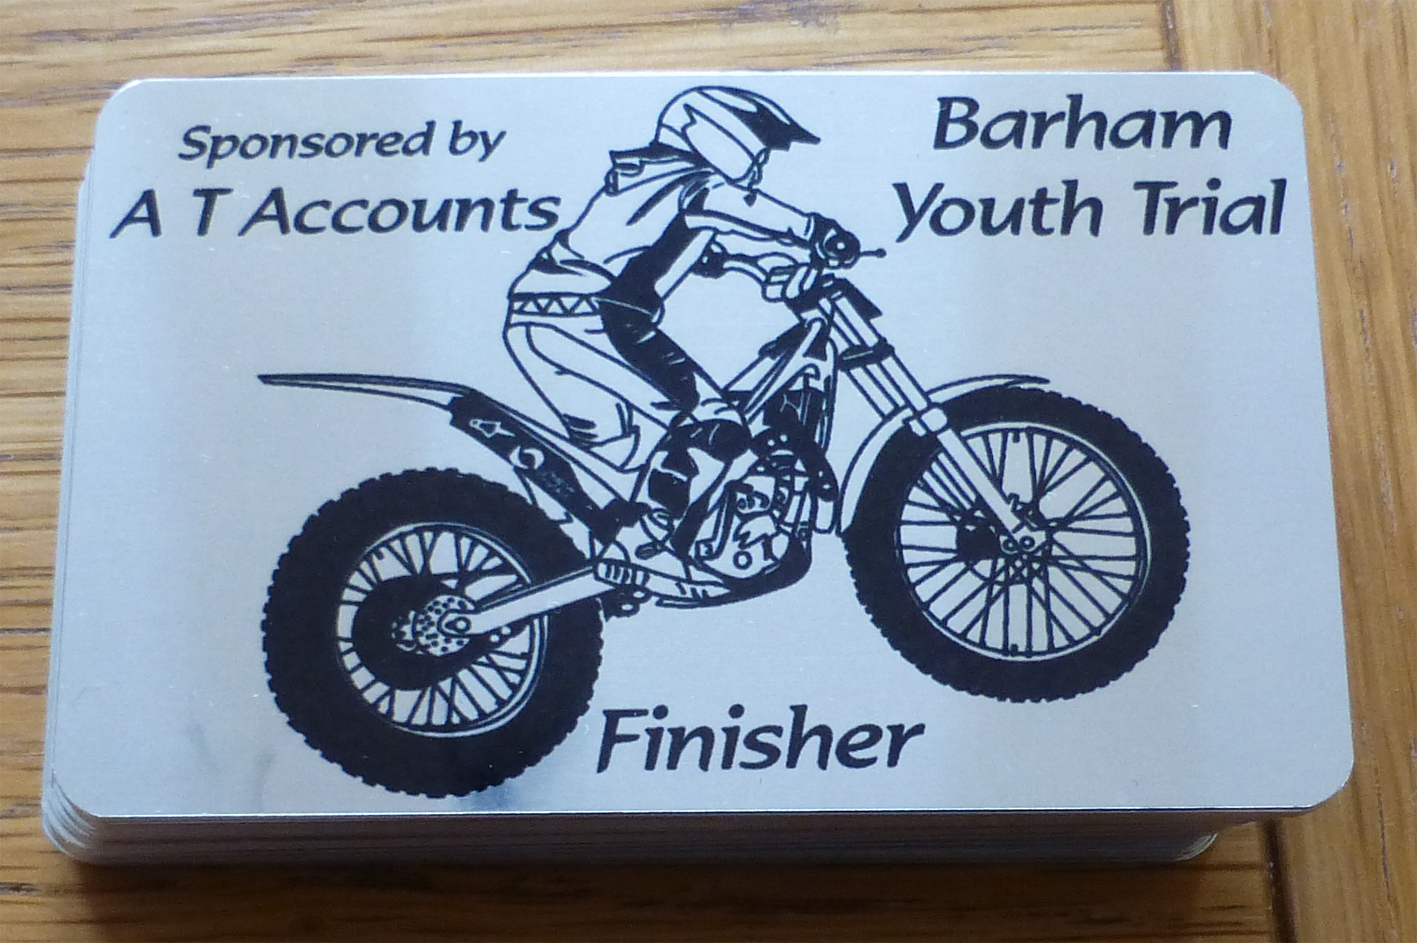 Sponsored by
A T Accounts
Barham
Youth Trial
Finisher